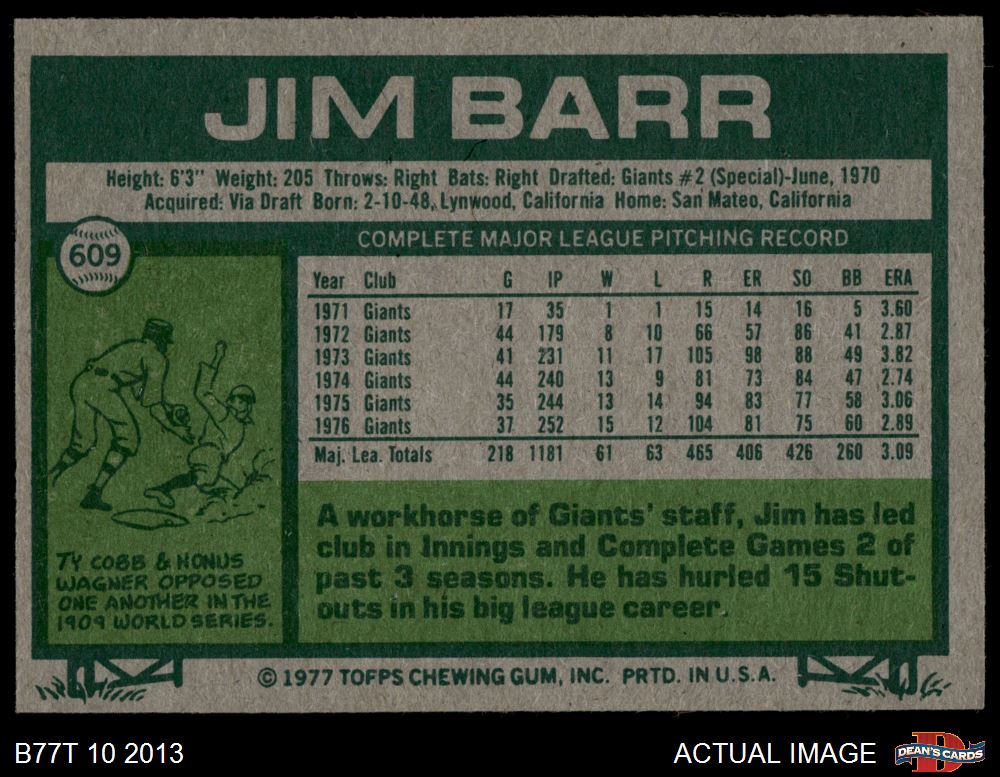 JIM BARR
Height: 6'3" Weight: 205 Throws: Right Bats: Right Drafted: Giants #2 (Special)-June, 1970
Acquired: Via Draft Born: 2-10-48, Lynwood, California Home: San Mateo, California
609
COMPLETE MAJOR LEAGUE PITCHING RECORD
Year Club G IP W L R ER SO BB ERA
1971 Giants 17 35 1 1 15 14 16 5 3.60
1972 Giants 44 179 8 10 66 57 86 41 2.87
1973 Giants 41 231 11 17 105 98 88 49 3.82
1974 Giants 44 240 13 9 81 73 84 47 2.74
1975 Giants 35 244 13 14 94 83 77 58 3.06
1976 Giants 37 252 15 12 104 81 75 60 2.89
Maj. Lea. Totals 218 1181 61 63 465 406 426 260 3.09
A workhorse of Giants' staff, Jim has led
club in Innings and Complete Games 2 of
past 3 seasons. He has hurled 15 Shut-
outs in his big league career.
TY COBB & HONUS
WAGNER OPPOSED
ONE ANOTHER IN THE
1909 WORLD SERIES.
© 1977 TOPPS CHEWING GUM, INC. PRTD. IN U.S.A.
B77T 10 2013
ACTUAL IMAGE
D
DEAN'S CARDS